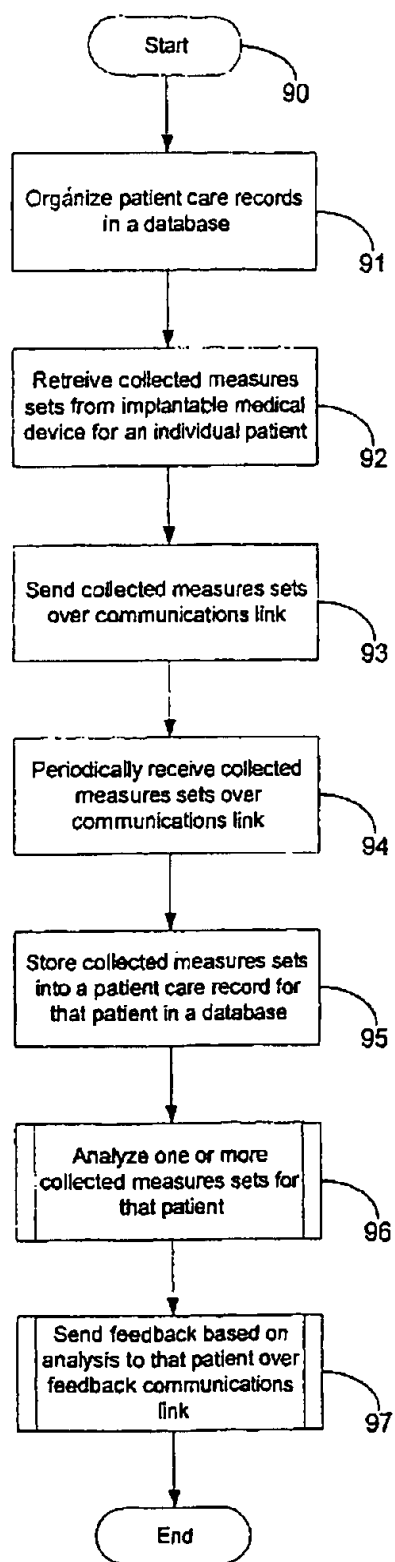 Start
90
Orgánize patient care records
in a database
91
Retreive collected measures
sets from implantable medical
device for an individual patient
92
Send collected measures sets
over communications link
93
Periodically receive collected
measures sets over
communications link
94
Store collected measures sets
into a patient care record for
that patient in a database
95
Analyze one or more
collected measures sets for
that patient
96
Send feedback based on
analysis to that patient over
feedback communications
link
97
End